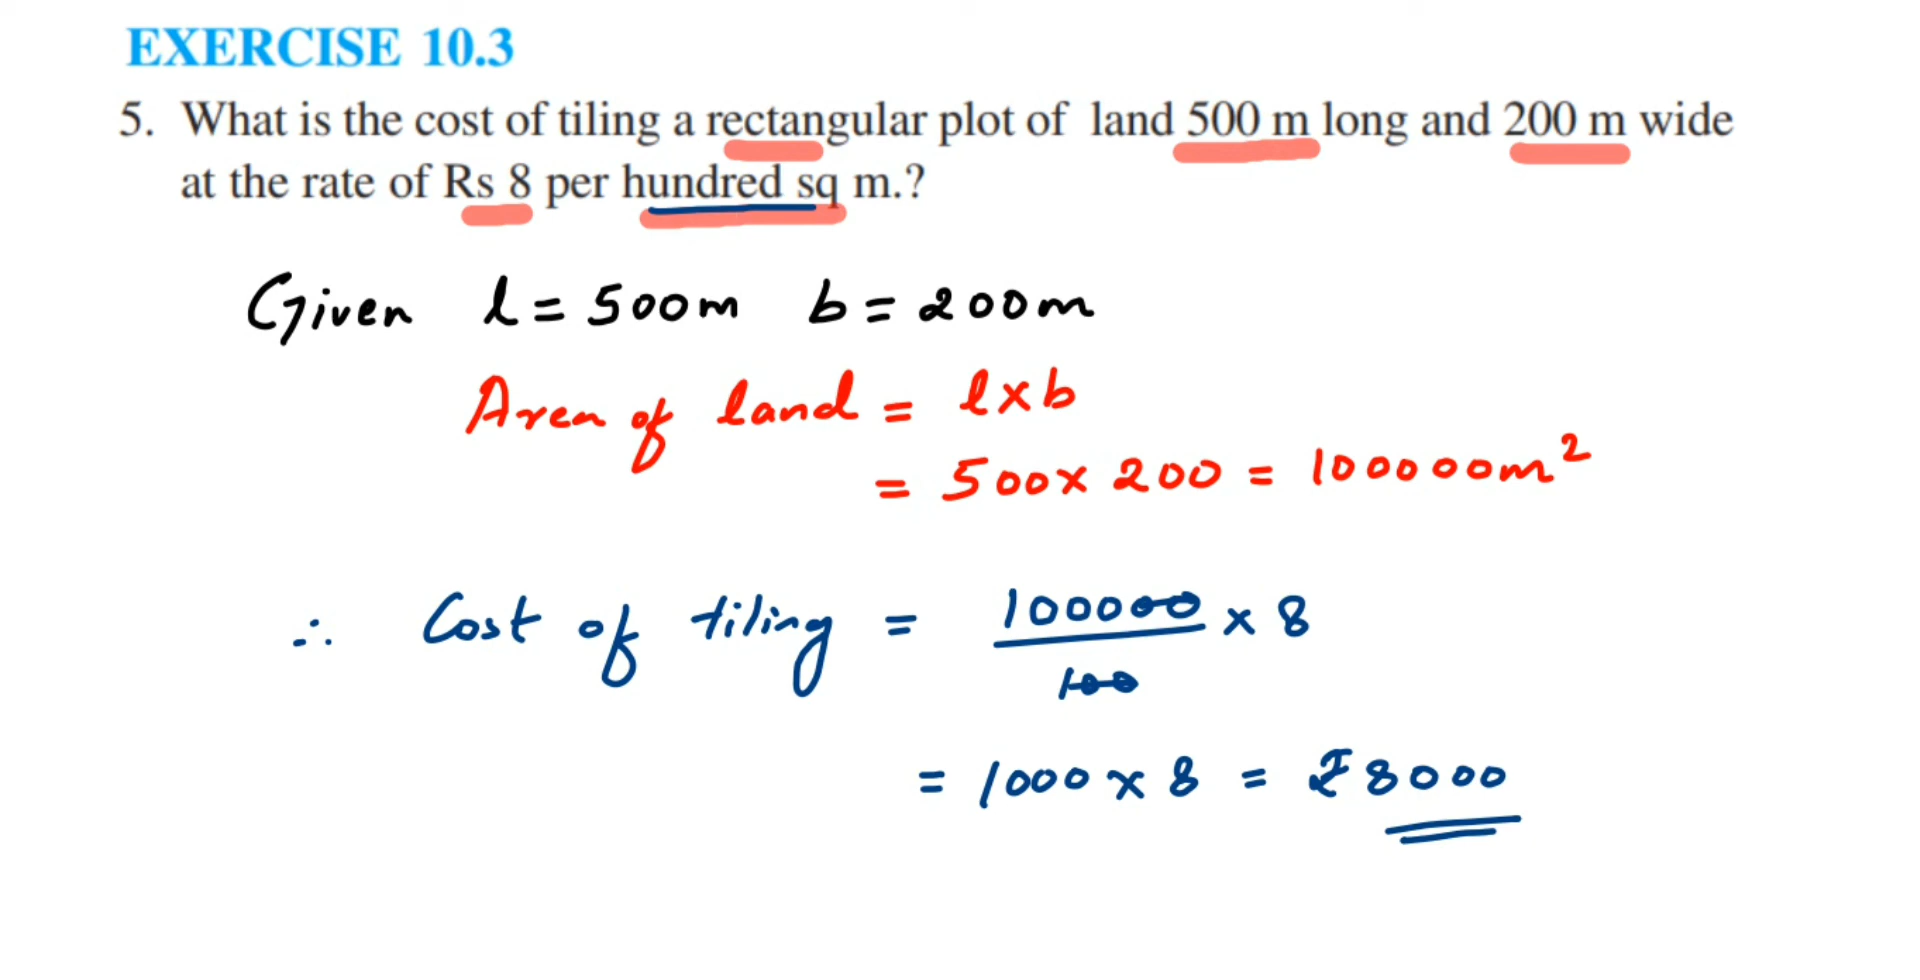 EXERCISE 10.3
5. What is the cost of tiling a rectangular plot of land 500 m long and 200 m wide
at the rate of Rs 8 per hundred sq m.?
Given l = 500m b = 200m
Area of land = l×b
= 500× 200 = 100000m²
∴ Cost of tiling = 100000/100 × 8
= 1000 × 8 = ₹8000